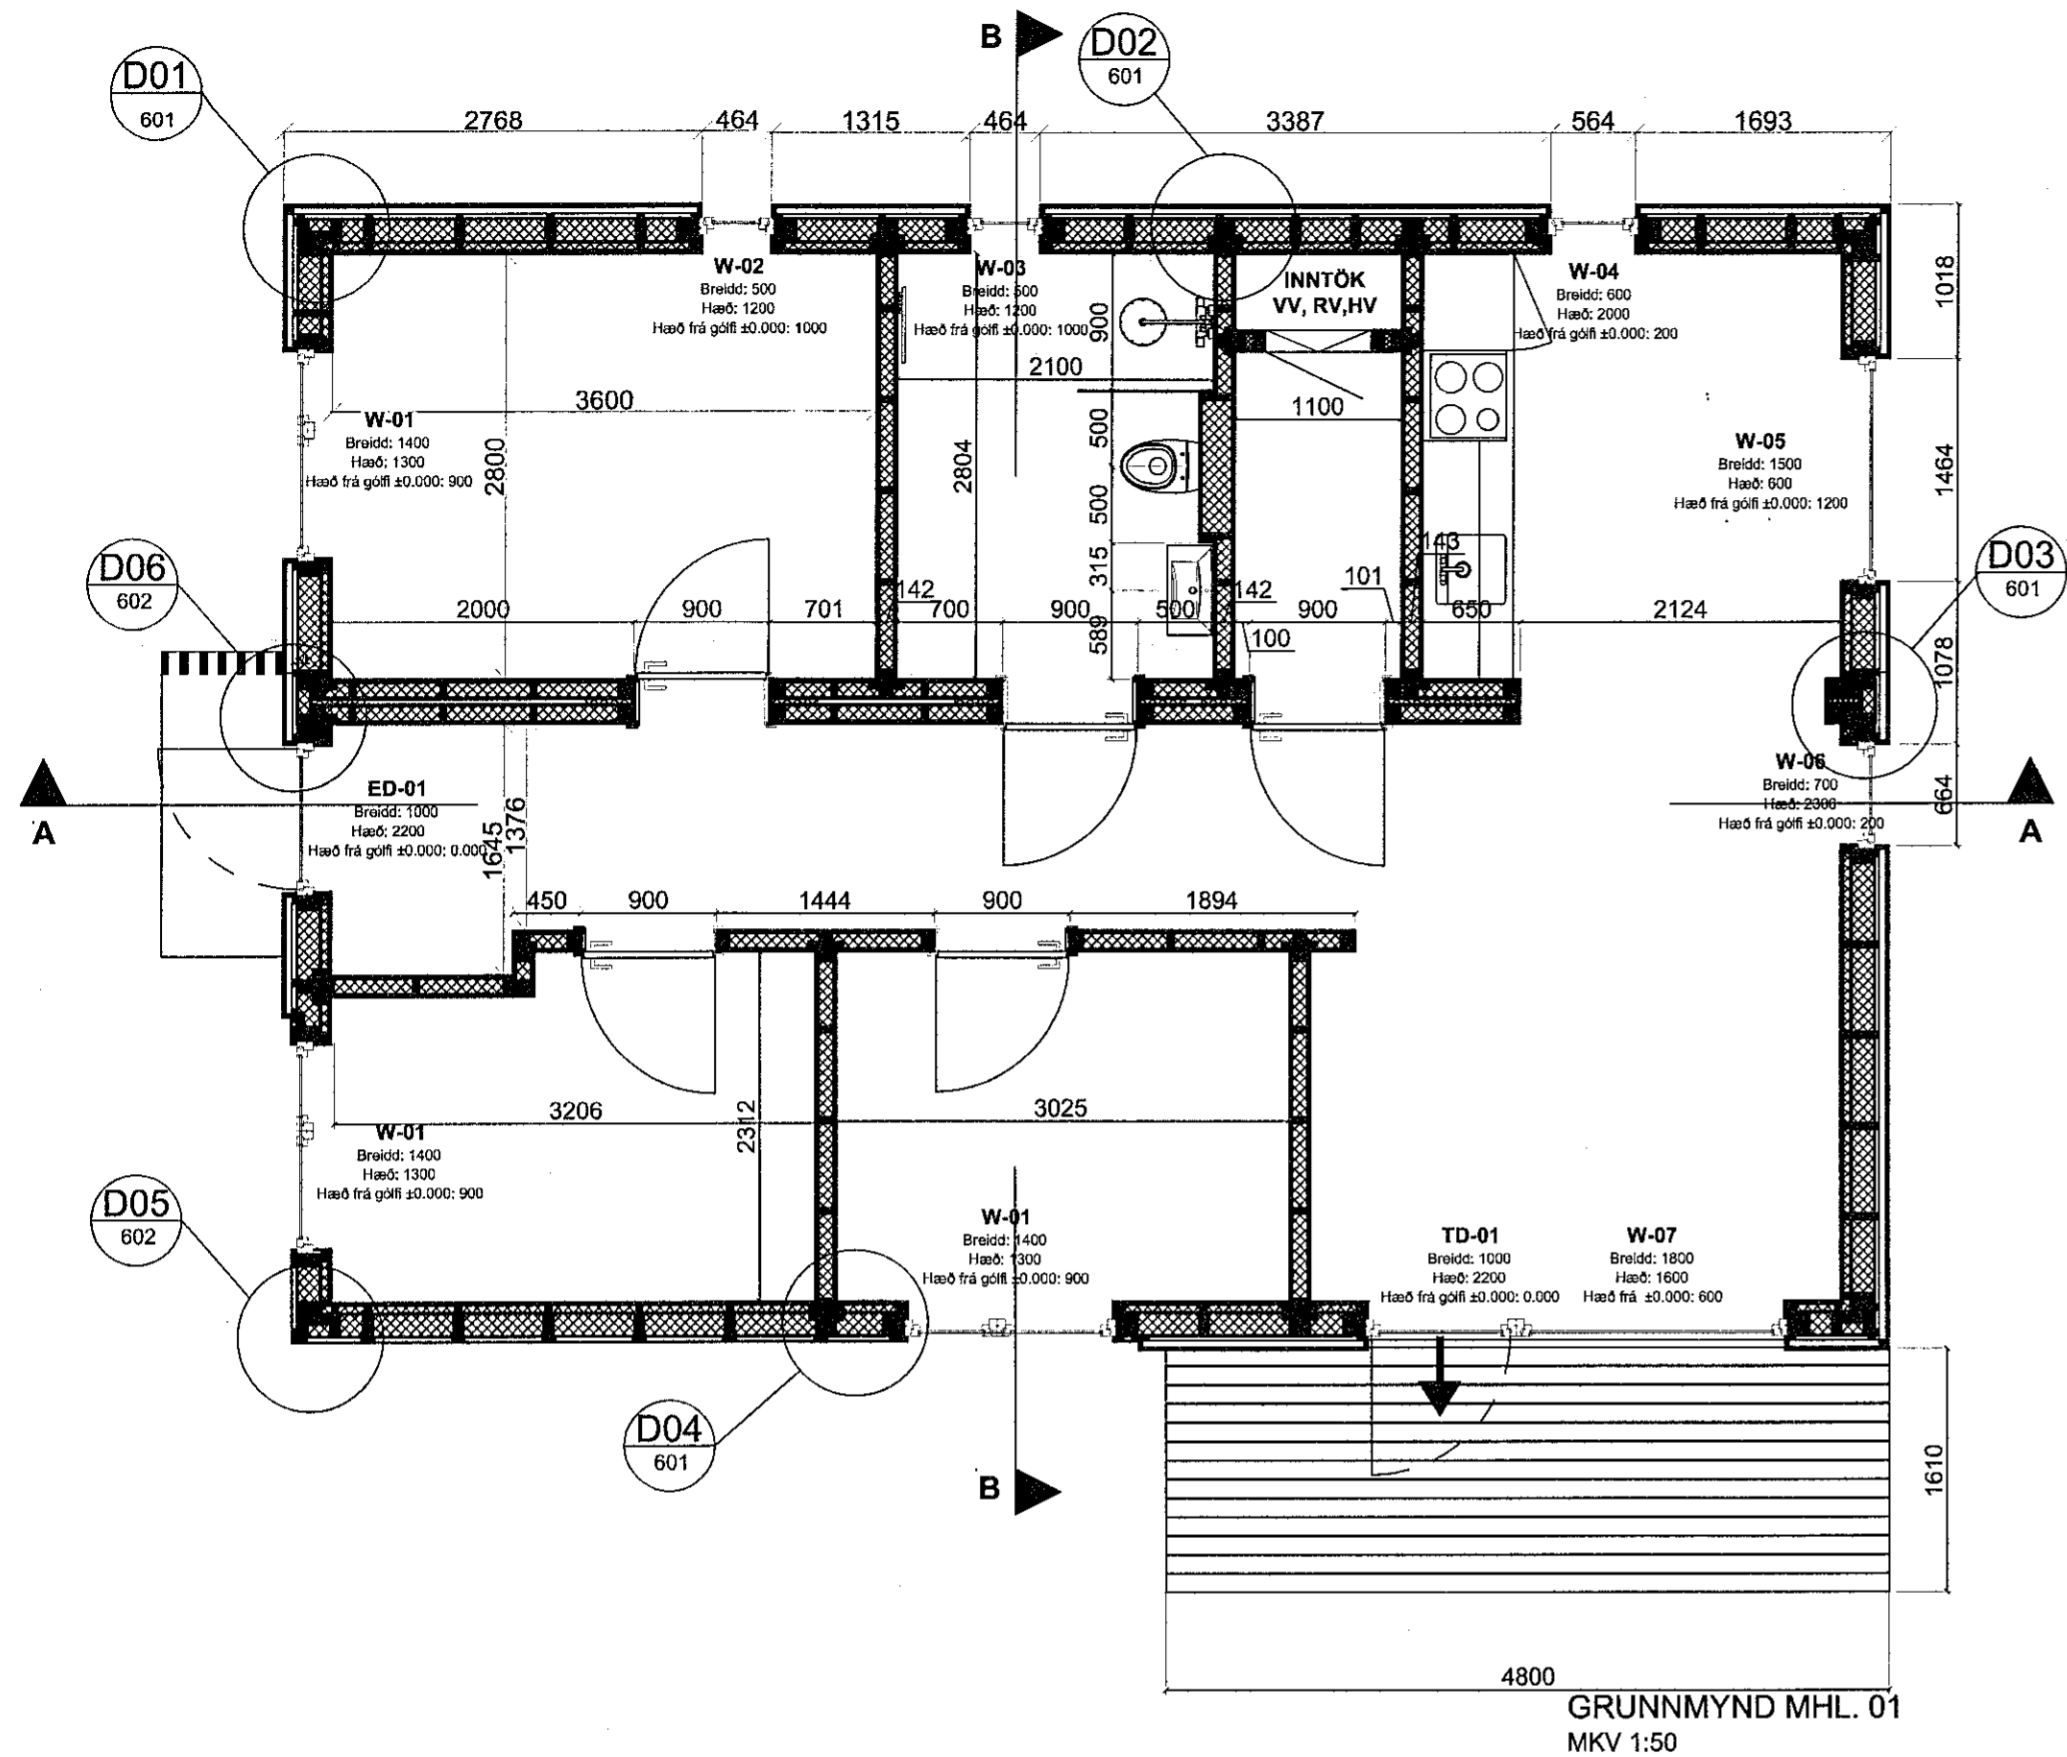 B
D02
601
D01
601
2768
464
1315
464
3387
564
1693
W-02
Breidd: 500
Hæð: 1200
Hæð frá gólfi ±0.000: 1000
W-03
Breidd: 500
Hæð: 1200
Hæð frá gólfi ±0.000: 1000
INNTÖK
VV, RV,HV
W-04
Breidd: 600
Hæð: 2000
Hæð frá gólfi ±0.000: 200
1018
900
2100
3600
1100
W-01
Breidd: 1400
Hæð: 1300
Hæð frá gólfi ±0.000: 900
2800
2804
500
500
315
589
W-05
Breidd: 1500
Hæð: 600
Hæð frá gólfi ±0.000: 1200
1464
D06
602
D03
601
143
101
142
142
2000
900
701
700
900
500
900
650
2124
100
1078
ED-01
Breidd: 1000
Hæð: 2200
Hæð frá gólfi ±0.000: 0.000
1645
1376
W-06
Breidd: 700
Hæð: 2300
Hæð frá gólfi ±0.000: 200
664
A
A
450
900
1444
900
1894
3206
2312
3025
W-01
Breidd: 1400
Hæð: 1300
Hæð frá gólfi ±0.000: 900
D05
602
W-01
Breidd: 1400
Hæð: 1300
Hæð frá gólfi ±0.000: 900
TD-01
Breidd: 1000
Hæð: 2200
Hæð frá gólfi ±0.000: 0.000
W-07
Breidd: 1800
Hæð: 1600
Hæð frá ±0.000: 600
D04
601
B
1610
4800
GRUNNMYND MHL. 01
MKV 1:50